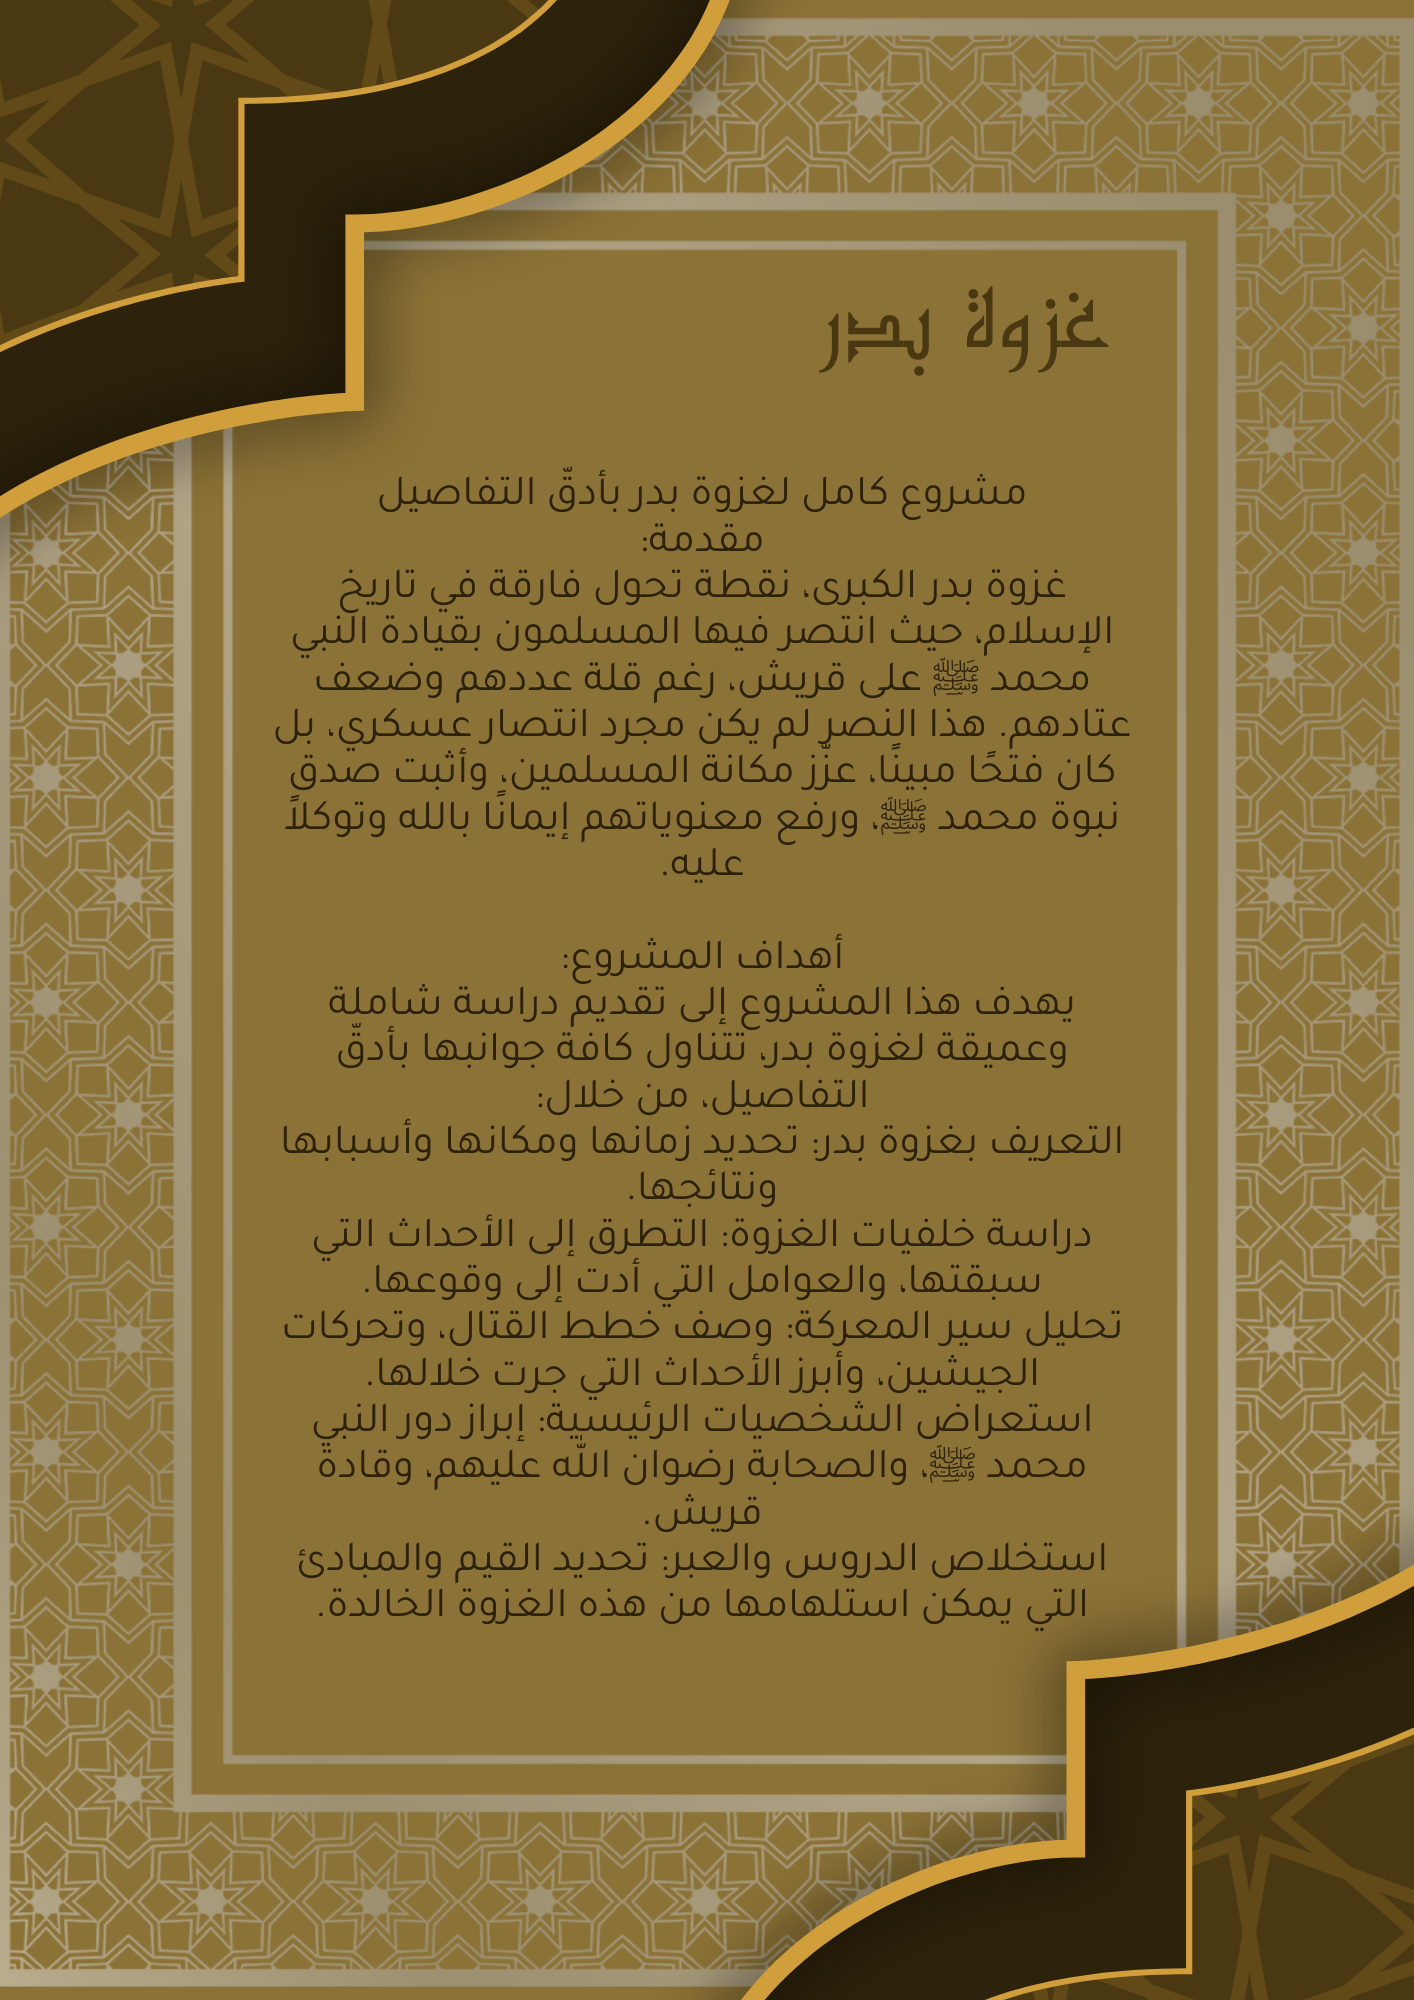 غزوة بدر
مشروع كامل لغزوة بدر بأدقّ التفاصيل
مقدمة:
غزوة بدر الكبرى، نقطة تحول فارقة في تاريخ
الإسلام، حيث انتصر فيها المسلمون بقيادة النبي
محمد ﷺ على قريش، رغم قلة عددهم وضعف
عتادهم. هذا النصر لم يكن مجرد انتصار عسكري، بل
كان فتحًا مبينًا، عزّز مكانة المسلمين، وأثبت صدق
نبوة محمد ﷺ، ورفع معنوياتهم إيمانًا بالله وتوكلاً
عليه.
أهداف المشروع:
يهدف هذا المشروع إلى تقديم دراسة شاملة
وعميقة لغزوة بدر، تتناول كافة جوانبها بأدقّ
التفاصيل، من خلال:
التعريف بغزوة بدر: تحديد زمانها ومكانها وأسبابها
ونتائجها.
دراسة خلفيات الغزوة: التطرق إلى الأحداث التي
سبقتها، والعوامل التي أدت إلى وقوعها.
تحليل سير المعركة: وصف خطط القتال، وتحركات
الجيشين، وأبرز الأحداث التي جرت خلالها.
استعراض الشخصيات الرئيسية: إبراز دور النبي
محمد ﷺ، والصحابة رضوان الله عليهم، وقادة
قريش.
استخلاص الدروس والعبر: تحديد القيم والمبادئ
التي يمكن استلهامها من هذه الغزوة الخالدة.